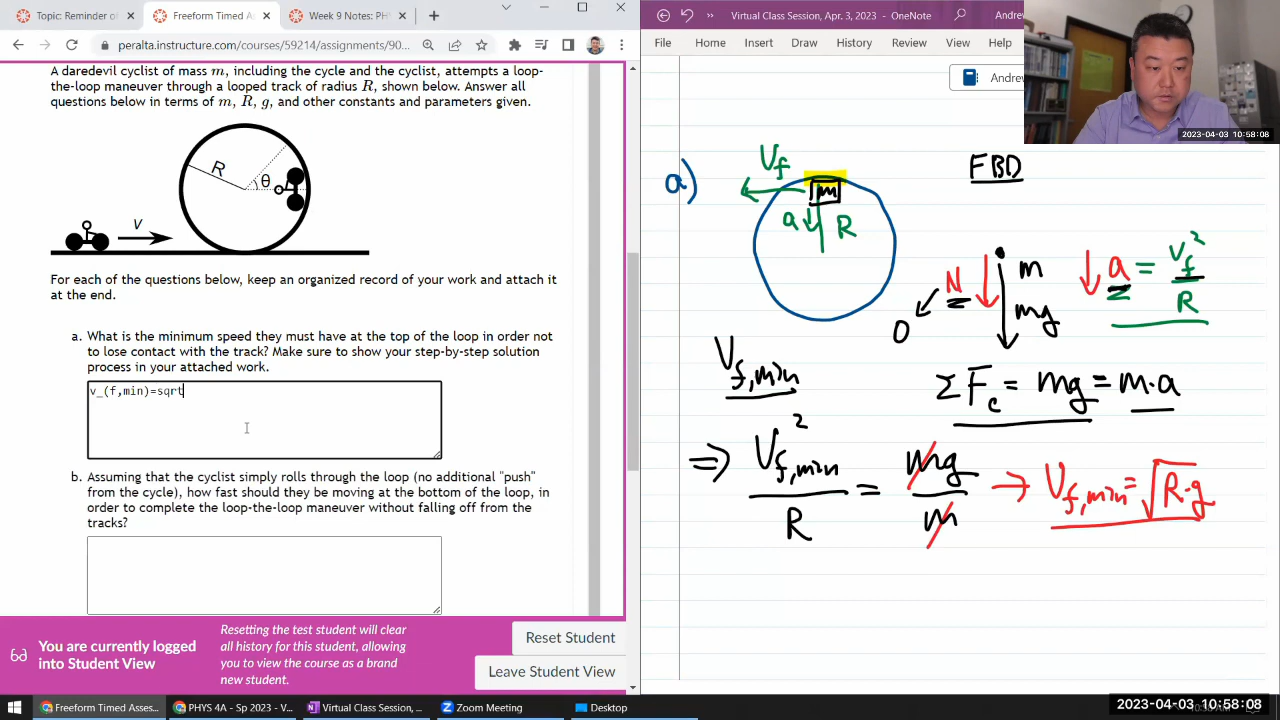 Topic: Reminder of
Freeform Timed As
Week 9 Notes: PH
peralta.instructure.com/courses/59214/assignments/90...
A daredevil cyclist of mass m, including the cycle and the cyclist, attempts a loop-
the-loop maneuver through a looped track of radius R, shown below. Answer all
questions below in terms of m, R, g, and other constants and parameters given.
R
θ
v
For each of the questions below, keep an organized record of your work and attach it
at the end.
a. What is the minimum speed they must have at the top of the loop in order not
to lose contact with the track? Make sure to show your step-by-step solution
process in your attached work.
v_(f,min)=sqrt
b. Assuming that the cyclist simply rolls through the loop (no additional "push"
from the cycle), how fast should they be moving at the bottom of the loop, in
order to complete the loop-the-loop maneuver without falling off from the
tracks?
You are currently logged
into Student View
Resetting the test student will clear
all history for this student, allowing
you to view the course as a brand
new student.
Reset Student
Leave Student View
Virtual Class Session, Apr. 3, 2023 - OneNote
Andre
File Home Insert Draw History Review View Help
Andrew
2023-04-03 10:58:08
a)
V_f
m
a
R
FBD
N
0
m
mg
a = v_f^2 / R
V_f,min
ΣF_c = mg = m·a
⇒ V_f,min^2 / R = mg / m → V_f,min = √R·g
Freeform Timed Asses...
PHYS 4A - Sp 2023 - V...
Virtual Class Session, ...
Zoom Meeting
Desktop
2023-04-03 10:58:08